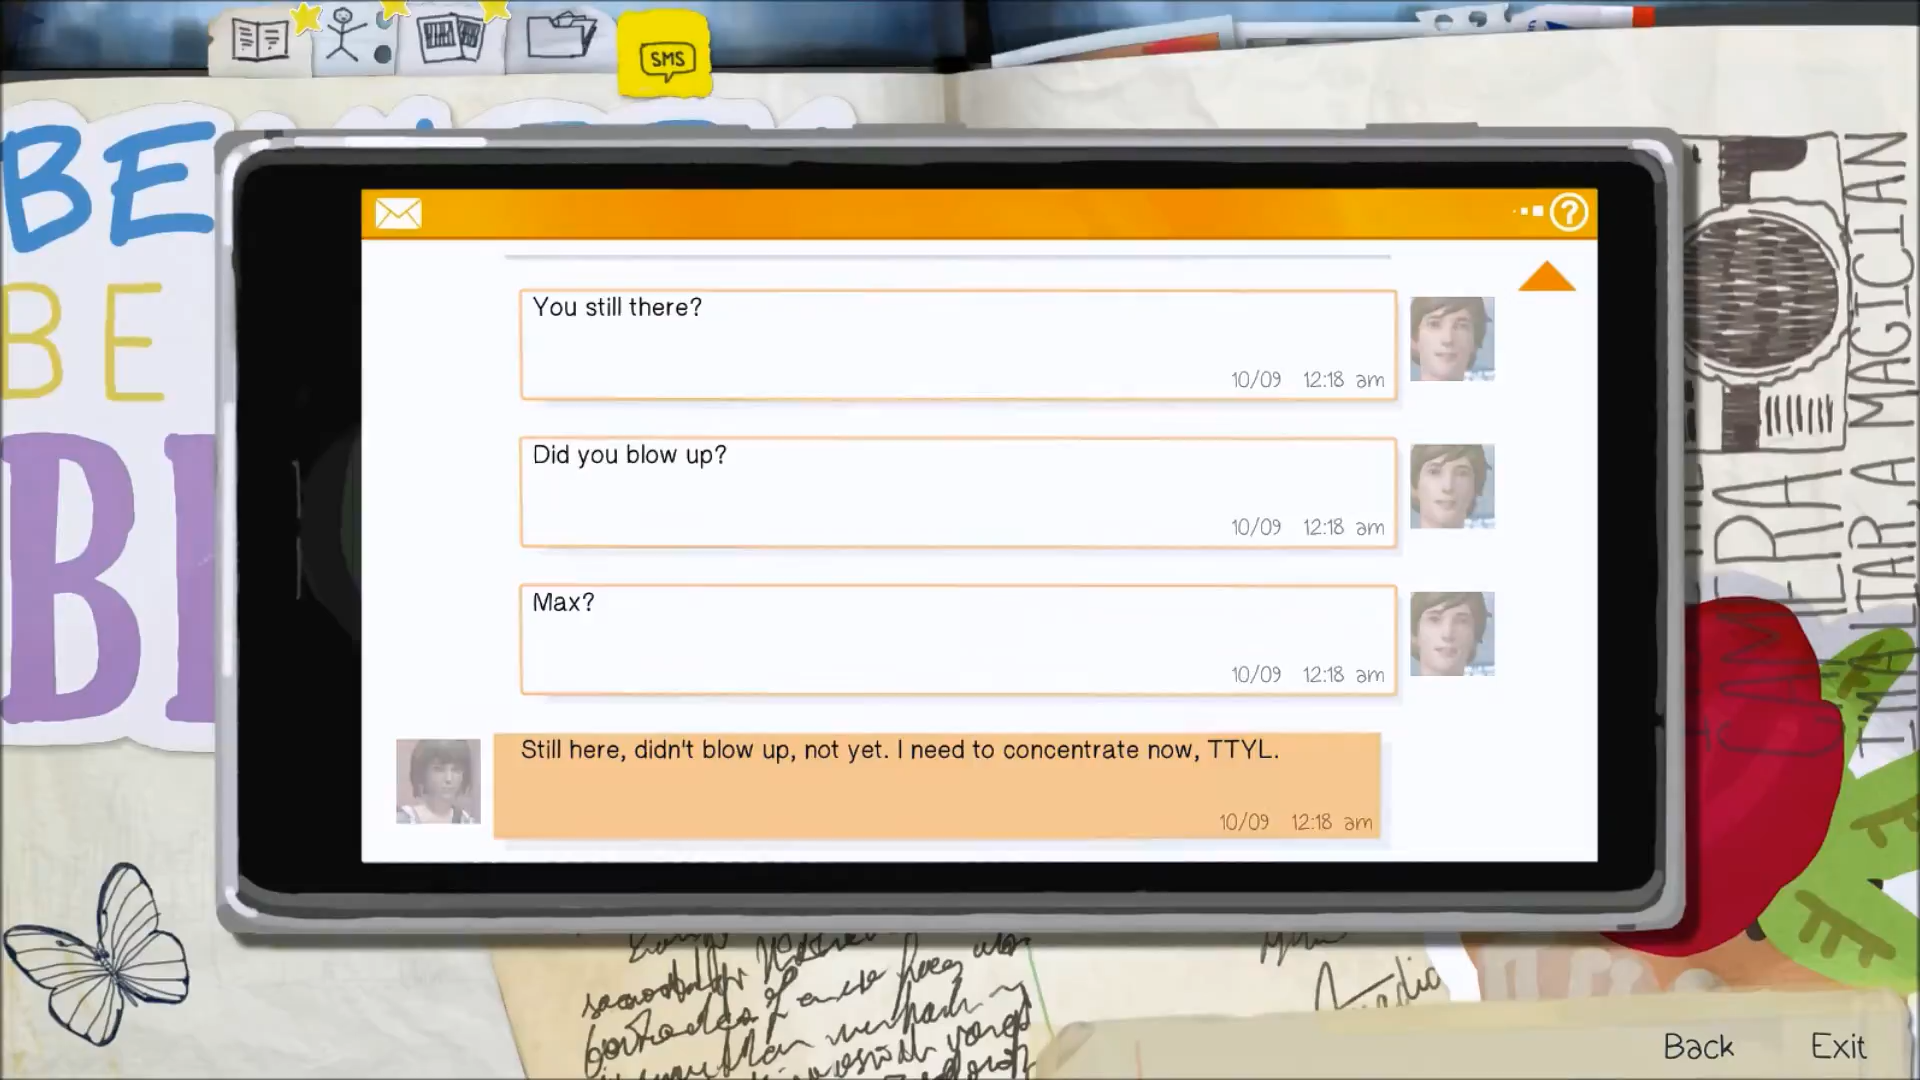 SMS
BE
BE
You still there?
10/09 12:18 am
Did you blow up?
10/09 12:18 am
Max?
10/09 12:18 am
Still here, didn't blow up, not yet. I need to concentrate now, TTYL.
10/09 12:18 am
MAGICIAN
Back
Exit